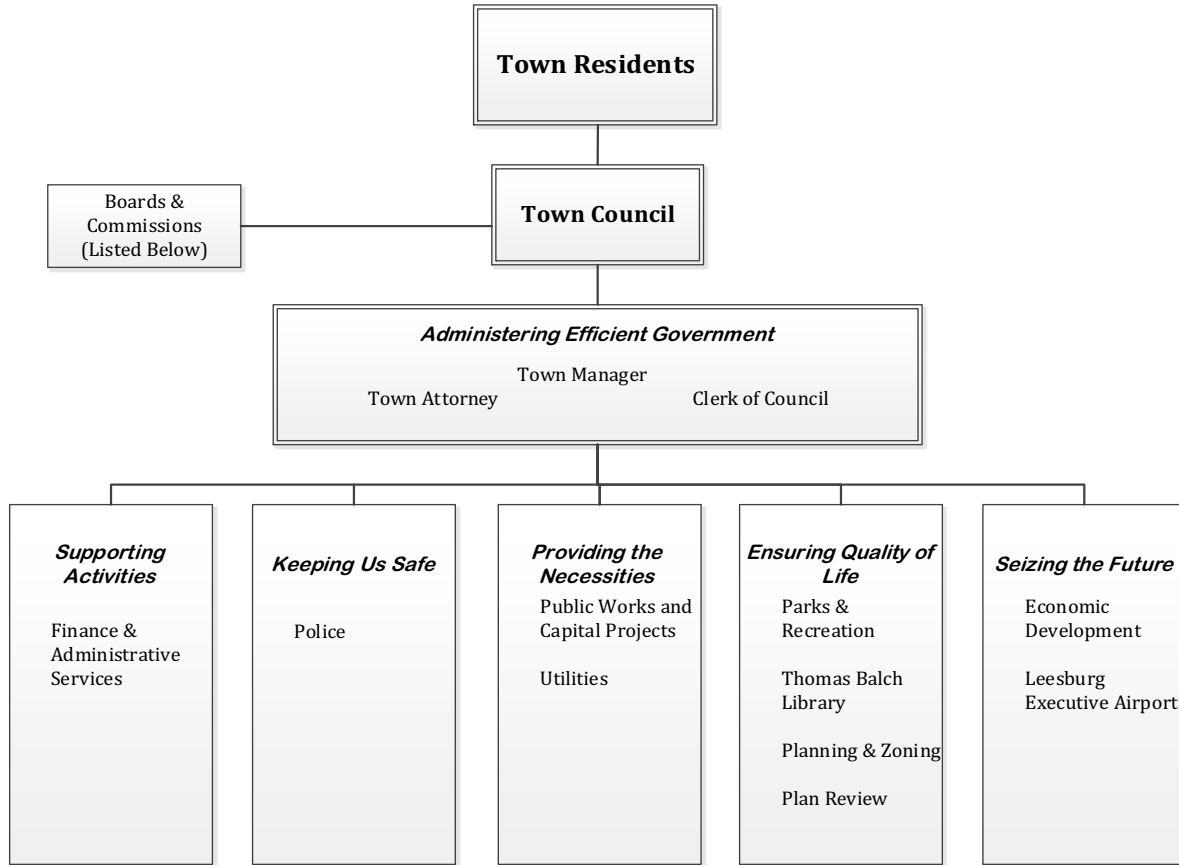 Town Residents
Boards &
Commissions
(Listed Below)
Town Council
Administering Efficient Government
Town Manager
Town Attorney
Clerk of Council
Supporting
Activities
Finance &
Administrative
Services
Keeping Us Safe
Police
Providing the
Necessities
Public Works and
Capital Projects
Utilities
Ensuring Quality of
Life
Parks &
Recreation
Thomas Balch
Library
Planning & Zoning
Plan Review
Seizing the Future
Economic
Development
Leesburg
Executive Airport